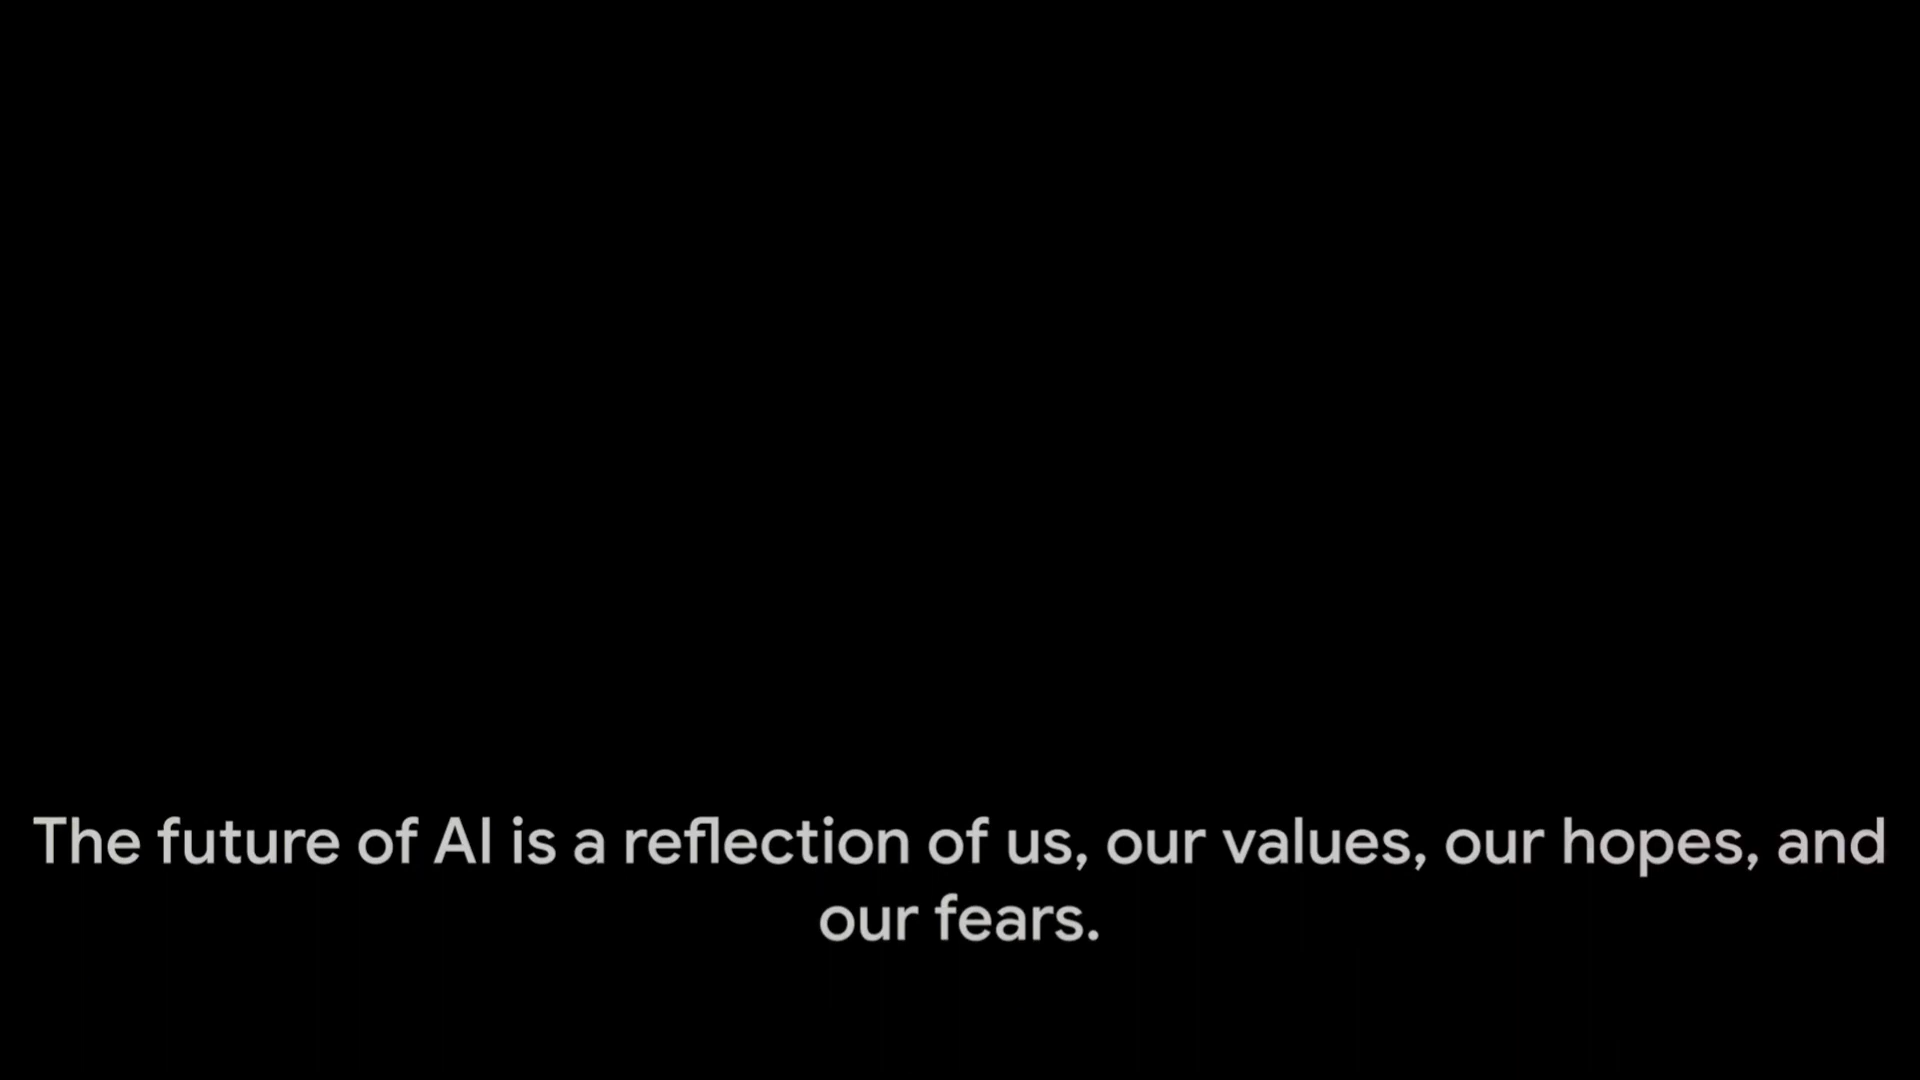 The future of AI is a reflection of us, our values, our hopes, and
our fears.